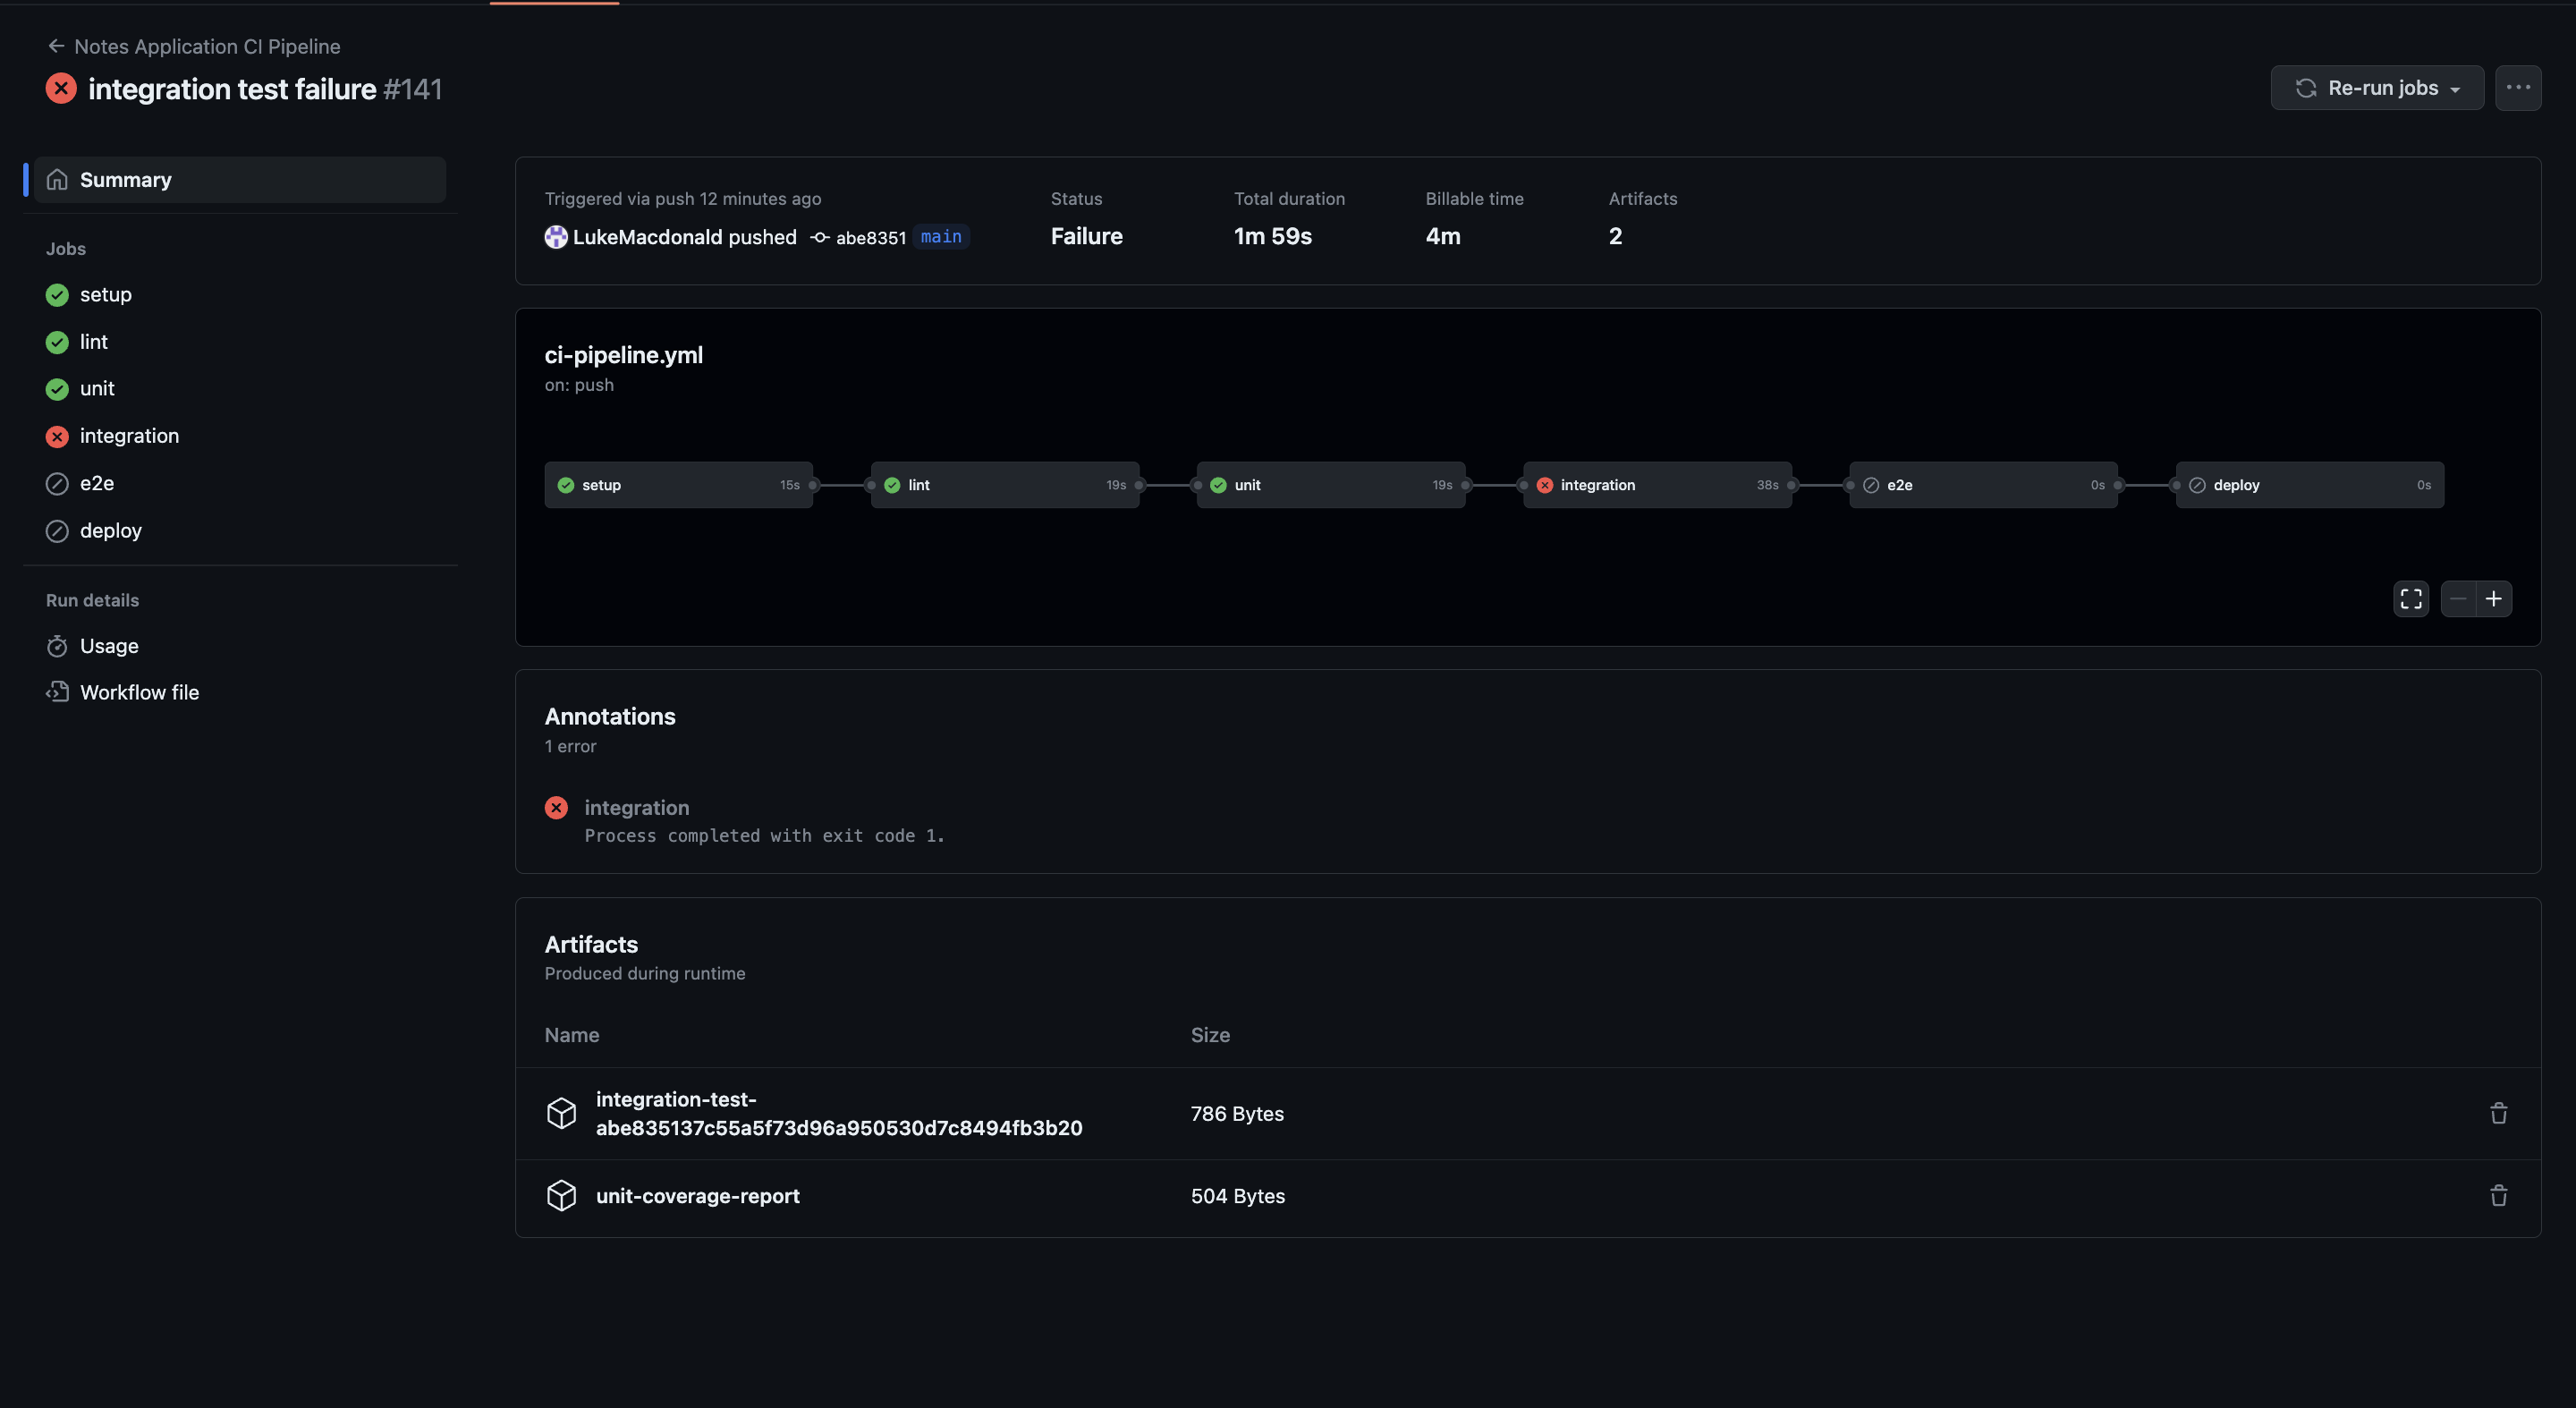 Notes Application CI Pipeline
integration test failure #141
Re-run jobs
Summary
Jobs
setup
lint
unit
integration
e2e
deploy
Run details
Usage
Workflow file
Triggered via push 12 minutes ago
LukeMacdonald pushed abe8351 main
Status
Failure
Total duration
1m 59s
Billable time
4m
Artifacts
2
ci-pipeline.yml
on: push
setup 15s
lint 19s
unit 19s
integration 38s
e2e 0s
deploy 0s
Annotations
1 error
integration
Process completed with exit code 1.
Artifacts
Produced during runtime
Name Size
integration-test-
abe835137c55a5f73d96a950530d7c8494fb3b20
786 Bytes
unit-coverage-report 504 Bytes